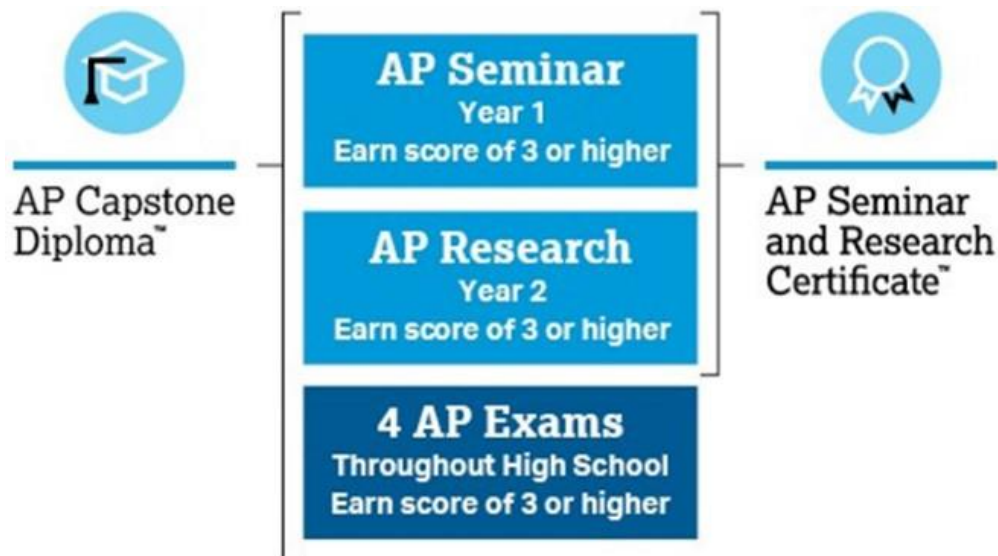 AP Capstone
Diploma™
AP Seminar
Year 1
Earn score of 3 or higher
AP Research
Year 2
Earn score of 3 or higher
4 AP Exams
Throughout High School
Earn score of 3 or higher
AP Seminar
and Research
Certificate™